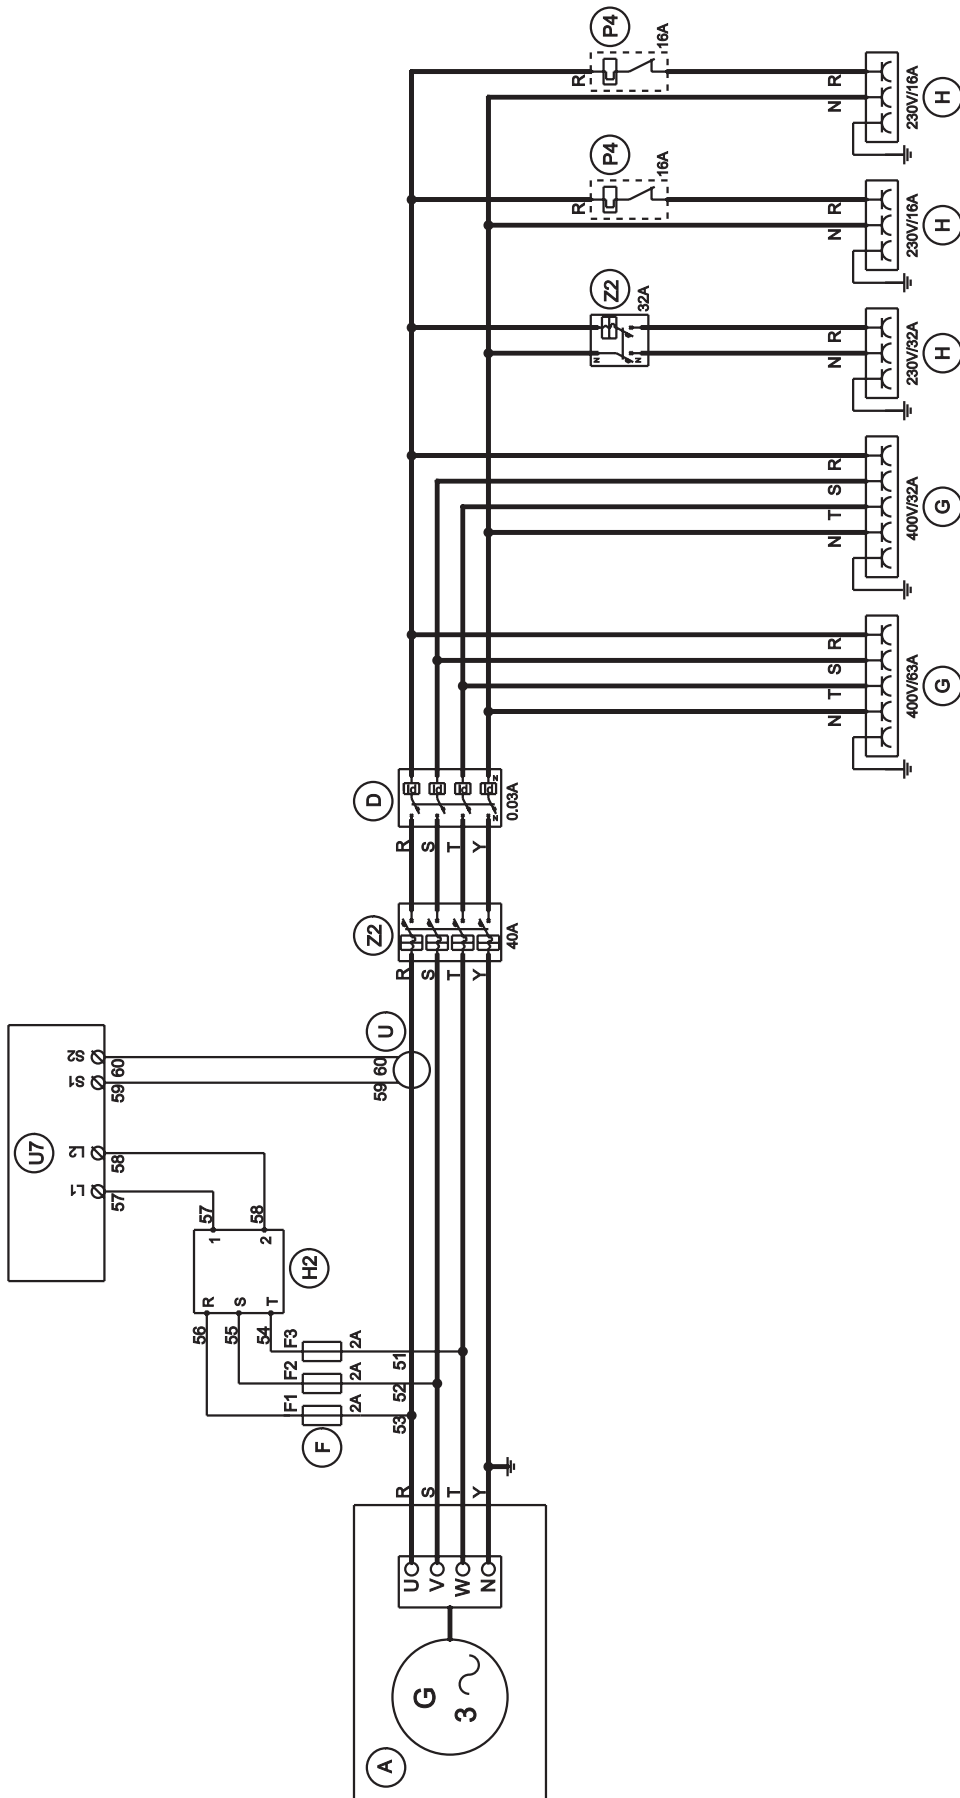 P4
16A
R
R
N
230V/16A
H
P4
16A
R
R
N
230V/16A
H
Z2
32A
N
N
R
N
230V/32A
H
R
S
T
N
400V/32A
G
R
S
T
N
400V/63A
G
D
N
N
0.03A
R
S
T
Y
Z2
40A
R
S
T
Y
U
60
59
U7
S2
60
S1
59
L2
58
L1
57
57
58
1
2
H2
R
S
T
56
55
54
F3
2A
51
F2
2A
52
F1
2A
53
F
R
S
T
Y
U
V
W
N
G
3
A